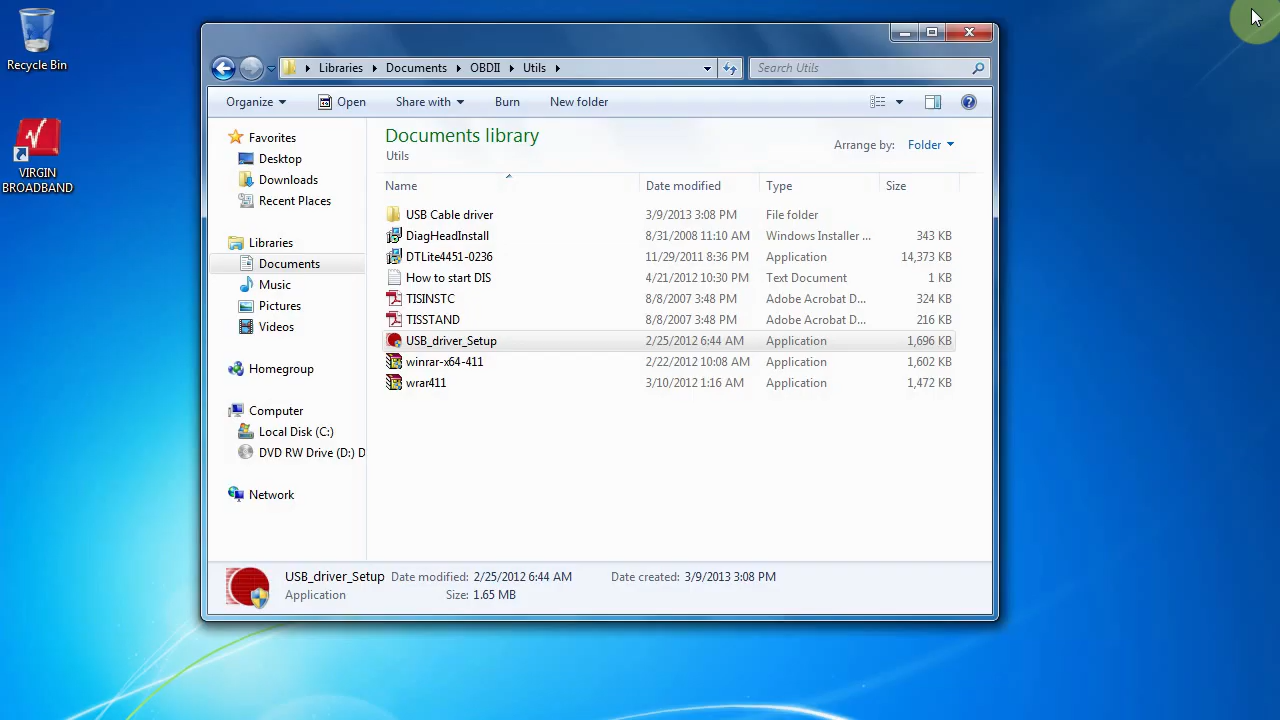 Recycle Bin
VIRGIN
BROADBAND
Libraries Documents OBDII Utils
Search Utils
Organize Open Share with Burn New folder
Documents library
Utils
Arrange by: Folder
Favorites
Desktop
Downloads
Recent Places
Libraries
Documents
Music
Pictures
Videos
Homegroup
Computer
Local Disk (C:)
DVD RW Drive (D:) D
Network
Name Date modified Type Size
USB Cable driver 3/9/2013 3:08 PM File folder
DiagHeadInstall 8/31/2008 11:10 AM Windows Installer ... 343 KB
DTLite4451-0236 11/29/2011 8:36 PM Application 14,373 KB
How to start DIS 4/21/2012 10:30 PM Text Document 1 KB
TISINSTC 8/8/2007 3:48 PM Adobe Acrobat D... 324 KB
TISSTAND 8/8/2007 3:48 PM Adobe Acrobat D... 216 KB
USB_driver_Setup 2/25/2012 6:44 AM Application 1,696 KB
winrar-x64-411 2/22/2012 10:08 AM Application 1,602 KB
wrar411 3/10/2012 1:16 AM Application 1,472 KB
USB_driver_Setup Date modified: 2/25/2012 6:44 AM Date created: 3/9/2013 3:08 PM
Application Size: 1.65 MB